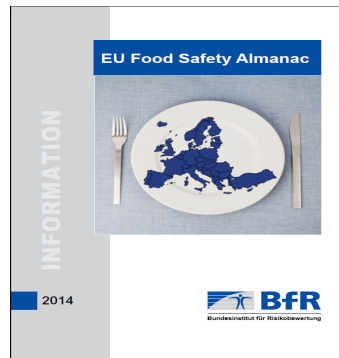 EU Food Safety Almanac
INFORMATION
2014
BfR
Bundesinstitut für Risikobewertung